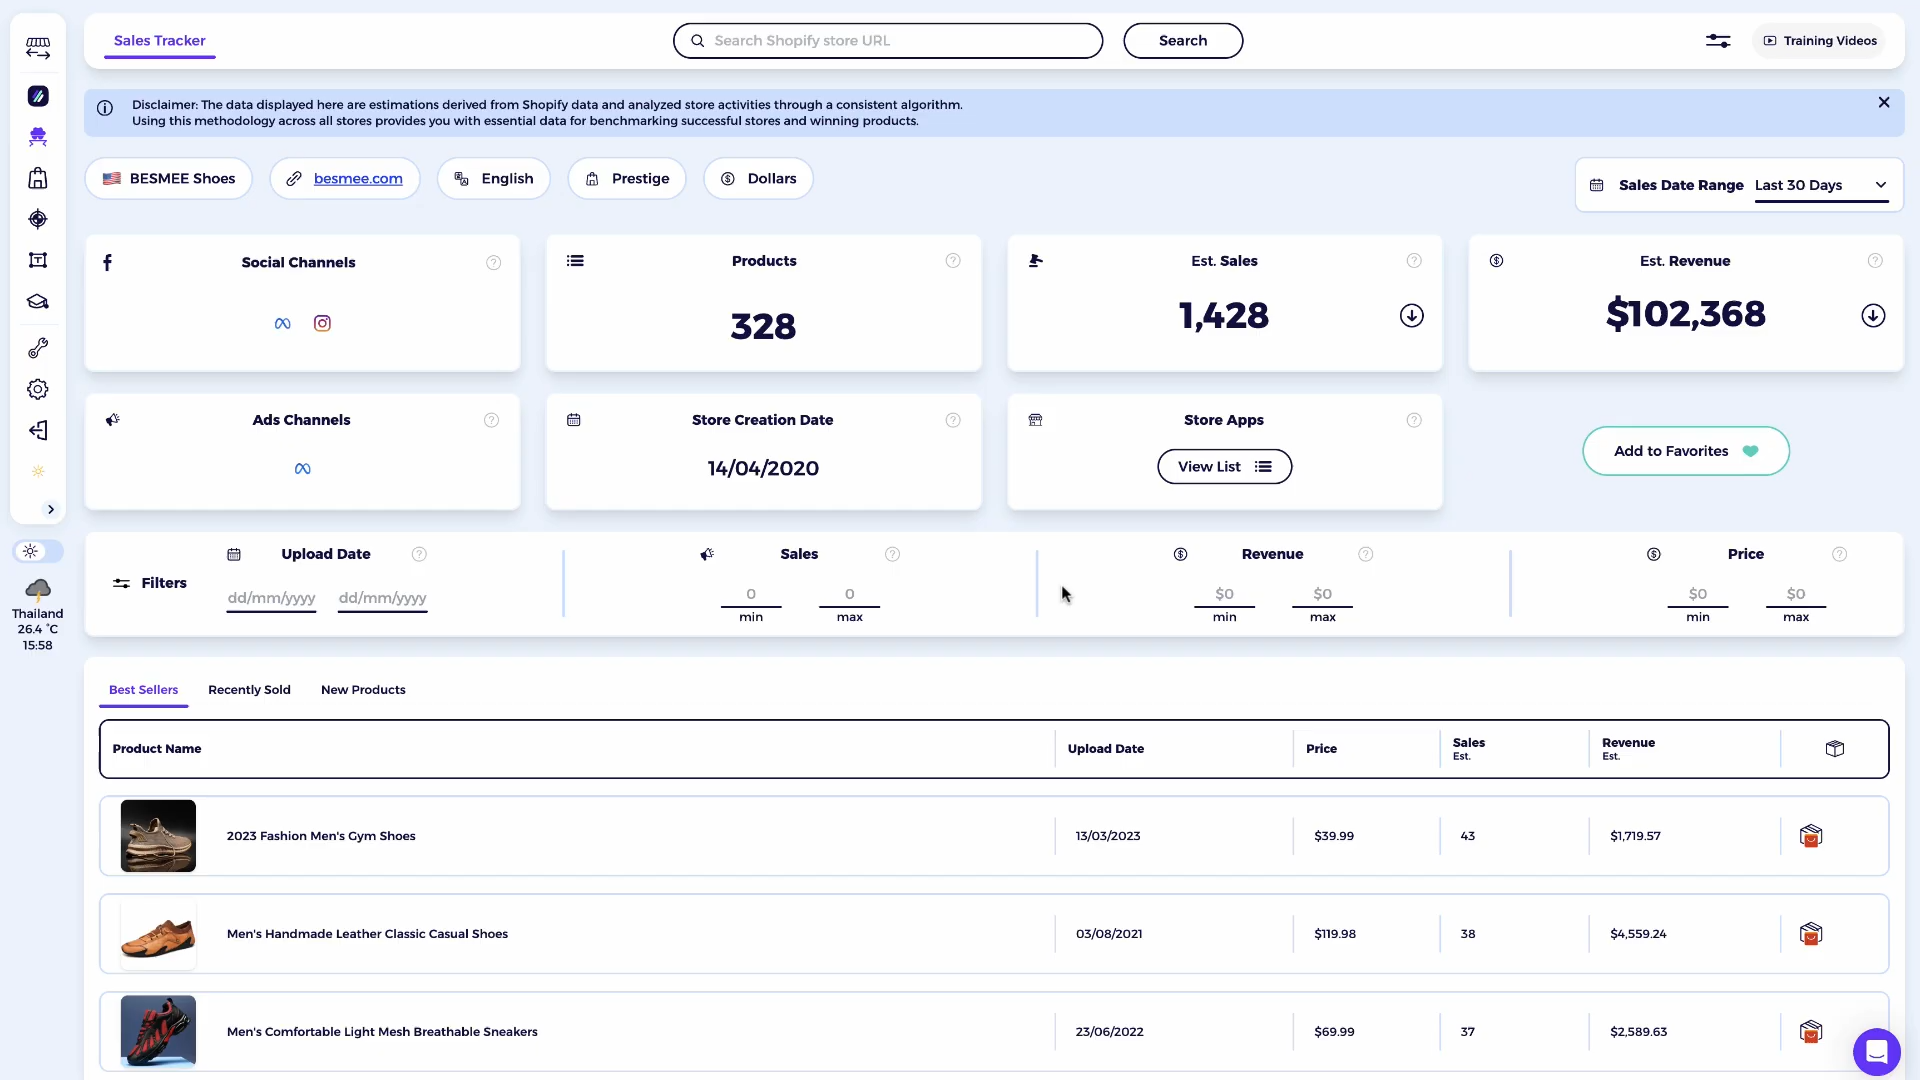 Sales Tracker
Search Shopify store URL
Search
Training Videos
Disclaimer: The data displayed here are estimations derived from Shopify data and analyzed store activities through a consistent algorithm.
Using this methodology across all stores provides you with essential data for benchmarking successful stores and winning products.
BESMEE Shoes
besmee.com
English
Prestige
Dollars
Sales Date Range Last 30 Days
Social Channels
Products
328
Est. Sales
1,428
Est. Revenue
$102,368
Ads Channels
Store Creation Date
14/04/2020
Store Apps
View List
Add to Favorites
Filters
Upload Date
dd/mm/yyyy dd/mm/yyyy
Sales
0 0
min max
Revenue
$0 $0
min max
Price
$0 $0
min max
Thailand
26.4 °C
15:58
Best Sellers Recently Sold New Products
Product Name Upload Date Price Sales Est. Revenue Est.
2023 Fashion Men's Gym Shoes 13/03/2023 $39.99 43 $1,719.57
Men's Handmade Leather Classic Casual Shoes 03/08/2021 $119.98 38 $4,559.24
Men's Comfortable Light Mesh Breathable Sneakers 23/06/2022 $69.99 37 $2,589.63